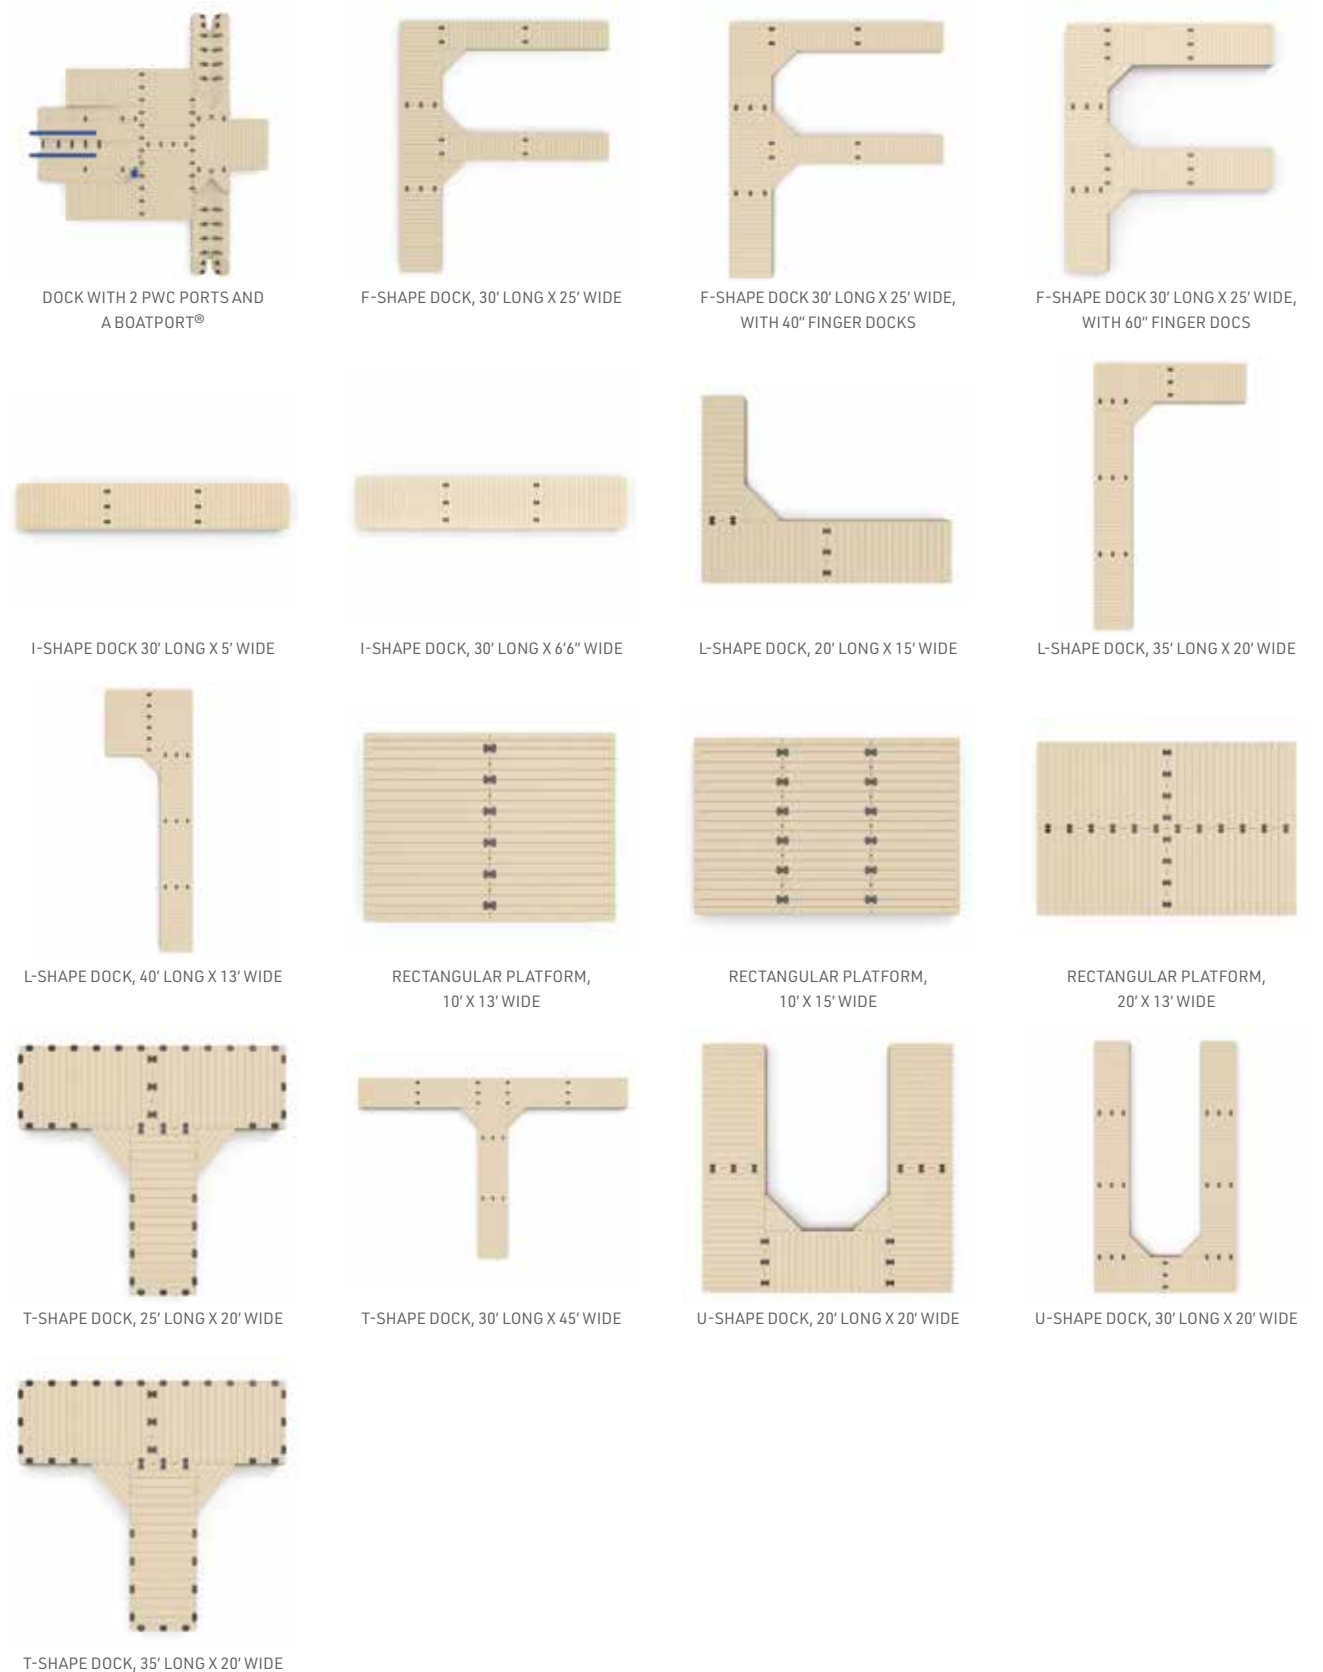 DOCK WITH 2 PWC PORTS AND
A BOATPORT®
F-SHAPE DOCK, 30' LONG X 25' WIDE
F-SHAPE DOCK 30' LONG X 25' WIDE,
WITH 40" FINGER DOCKS
F-SHAPE DOCK 30' LONG X 25' WIDE,
WITH 60" FINGER DOCS
I-SHAPE DOCK 30' LONG X 5' WIDE
I-SHAPE DOCK, 30' LONG X 6'6" WIDE
L-SHAPE DOCK, 20' LONG X 15' WIDE
L-SHAPE DOCK, 35' LONG X 20' WIDE
L-SHAPE DOCK, 40' LONG X 13' WIDE
RECTANGULAR PLATFORM,
10' X 13' WIDE
RECTANGULAR PLATFORM,
10' X 15' WIDE
RECTANGULAR PLATFORM,
20' X 13' WIDE
T-SHAPE DOCK, 25' LONG X 20' WIDE
T-SHAPE DOCK, 30' LONG X 45' WIDE
U-SHAPE DOCK, 20' LONG X 20' WIDE
U-SHAPE DOCK, 30' LONG X 20' WIDE
T-SHAPE DOCK, 35' LONG X 20' WIDE